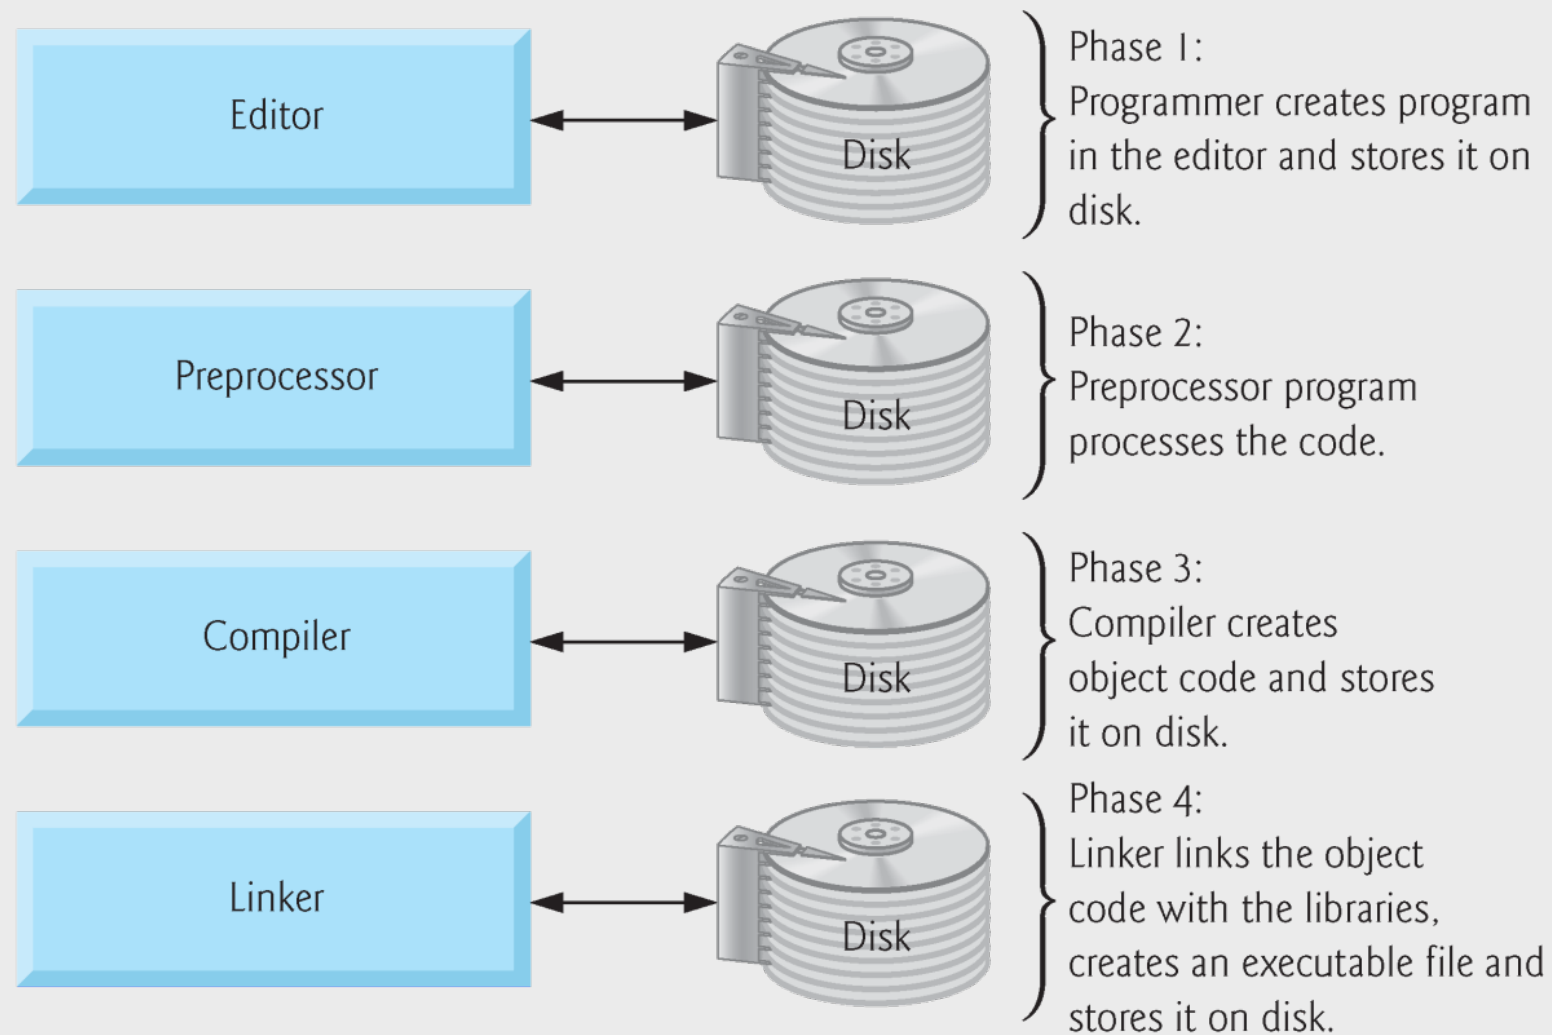 Editor
Disk
Phase 1:
Programmer creates program
in the editor and stores it on
disk.
Preprocessor
Disk
Phase 2:
Preprocessor program
processes the code.
Compiler
Disk
Phase 3:
Compiler creates
object code and stores
it on disk.
Linker
Disk
Phase 4:
Linker links the object
code with the libraries,
creates an executable file and
stores it on disk.